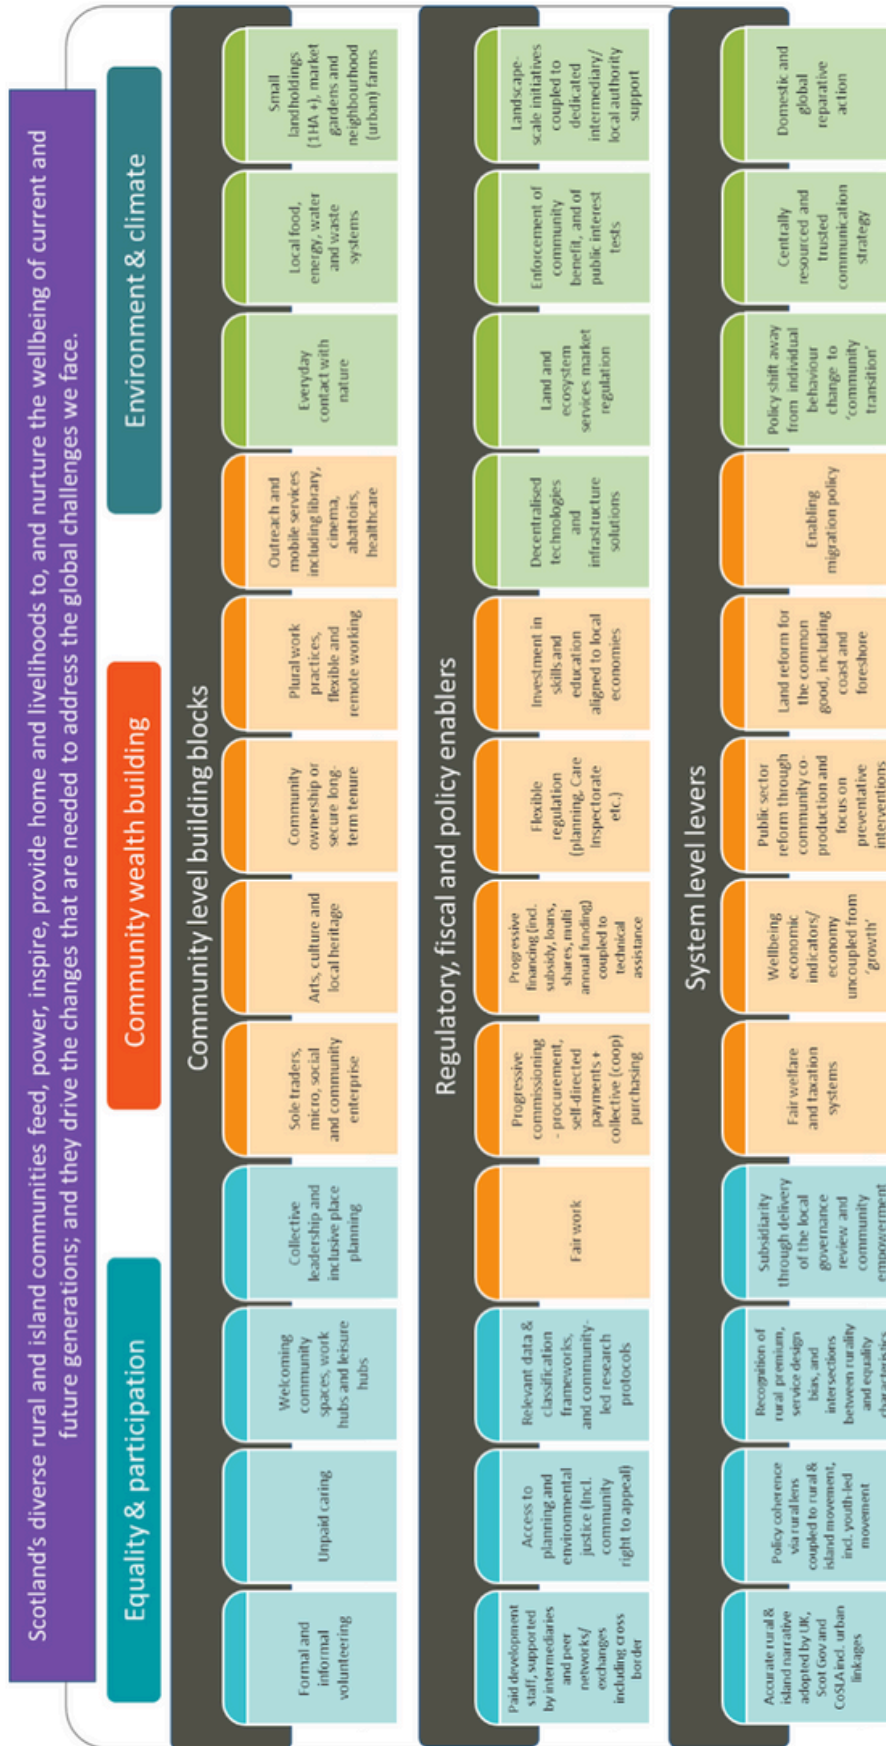 Scotland's diverse rural and island communities feed, power, inspire, provide home and livelihoods to, and nurture the wellbeing of current and
future generations; and they drive the changes that are needed to address the global challenges we face.
Equality & participation
Community wealth building
Environment & climate
Community level building blocks
Formal and
informal
volunteering
Unpaid caring
Welcoming
community
spaces, work
hubs and leisure
hubs
Collective
leadership and
inclusive place
planning
Sole traders,
micro, social
and community
enterprise
Arts, culture and
local heritage
Community
ownership or
secure long-
term tenure
Plural work
practices,
flexible and
remote working
Outreach and
mobile services
including library,
cinema,
abattoirs,
healthcare
Everyday
contact with
nature
Local food,
energy, water
and waste
systems
Small
landholdings
(1HA +), market
gardens and
neighbourhood
(urban) farms
Regulatory, fiscal and policy enablers
Paid development
staff, supported
by intermediaries
and peer
networks/
exchanges
including cross
border
Access to
planning and
environmental
justice (Incl.
community
right to appeal)
Relevant data &
classification
frameworks,
and community-
led research
protocols
Fair work
Progressive
commissioning
- procurement,
self-directed
payments +
collective (coop)
purchasing
Progressive
financing (incl.
subsidy, loans,
shares, multi
annual funding)
coupled to
technical
assistance
Flexible
regulation
(planning, Care
Inspectorate
etc.)
Investment in
skills and
education
aligned to local
economies
Decentralised
technologies
and
infrastructure
solutions
Land and
ecosystem
services market
regulation
Enforcement of
community
benefit, and of
public interest
tests
Landscape-
scale initiatives
coupled to
dedicated
intermediary/
local authority
support
System level levers
Accurate rural &
island narrative
adopted by UK,
Scot Gov and
CoSLA incl. urban
linkages
Policy coherence
via rural lens
coupled to rural &
island movement,
incl. youth-led
movement
Recognition of
rural premium,
service design
bias, and
intersections
between rurality
and equality
characteristics
Subsidiarity
through delivery
of the local
governance
review and
community
empowerment
Fair welfare
and taxation
systems
Wellbeing
economic
indicators/
economy
uncoupled from
'growth'
Public sector
reform through
community co-
production and
focus on
preventative
interventions
Land reform for
the common
good, including
coast and
foreshore
Enabling
migration policy
Policy shift away
from individual
behaviour
change to
'community
transition'
Centrally
resourced and
trusted
communication
strategy
Domestic and
global
reparative
action